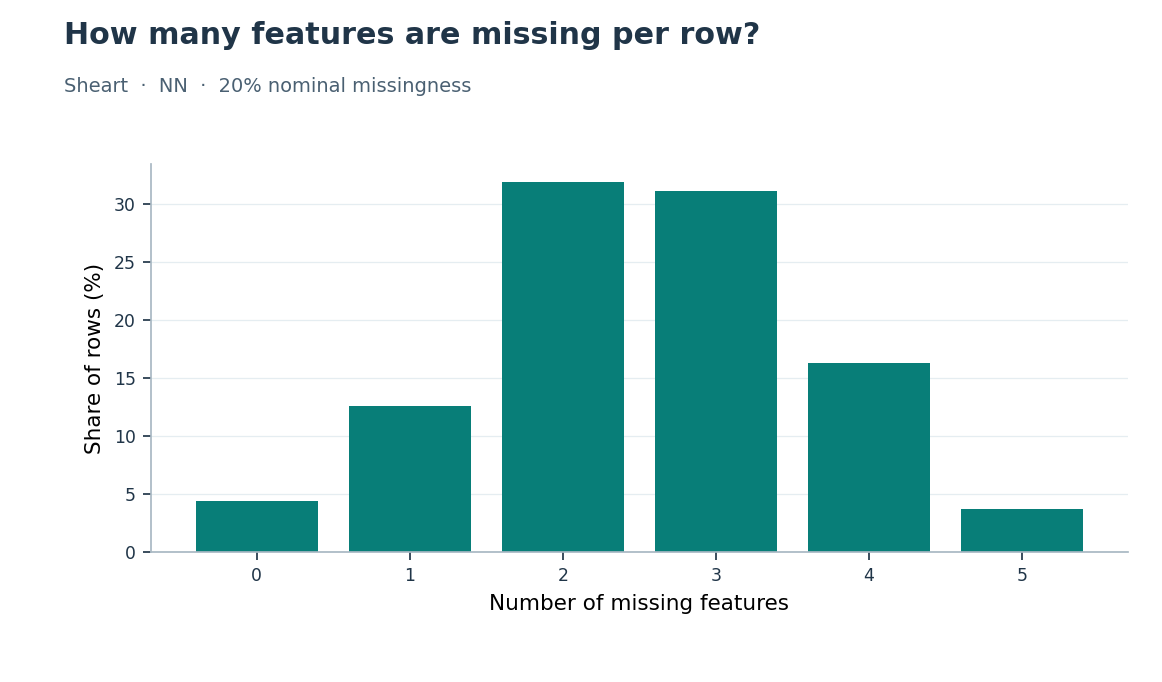 How many features are missing per row?
Sheart · NN · 20% nominal missingness
Share of rows (%)
30
25
20
15
10
5
0
0 1 2 3 4 5
Number of missing features